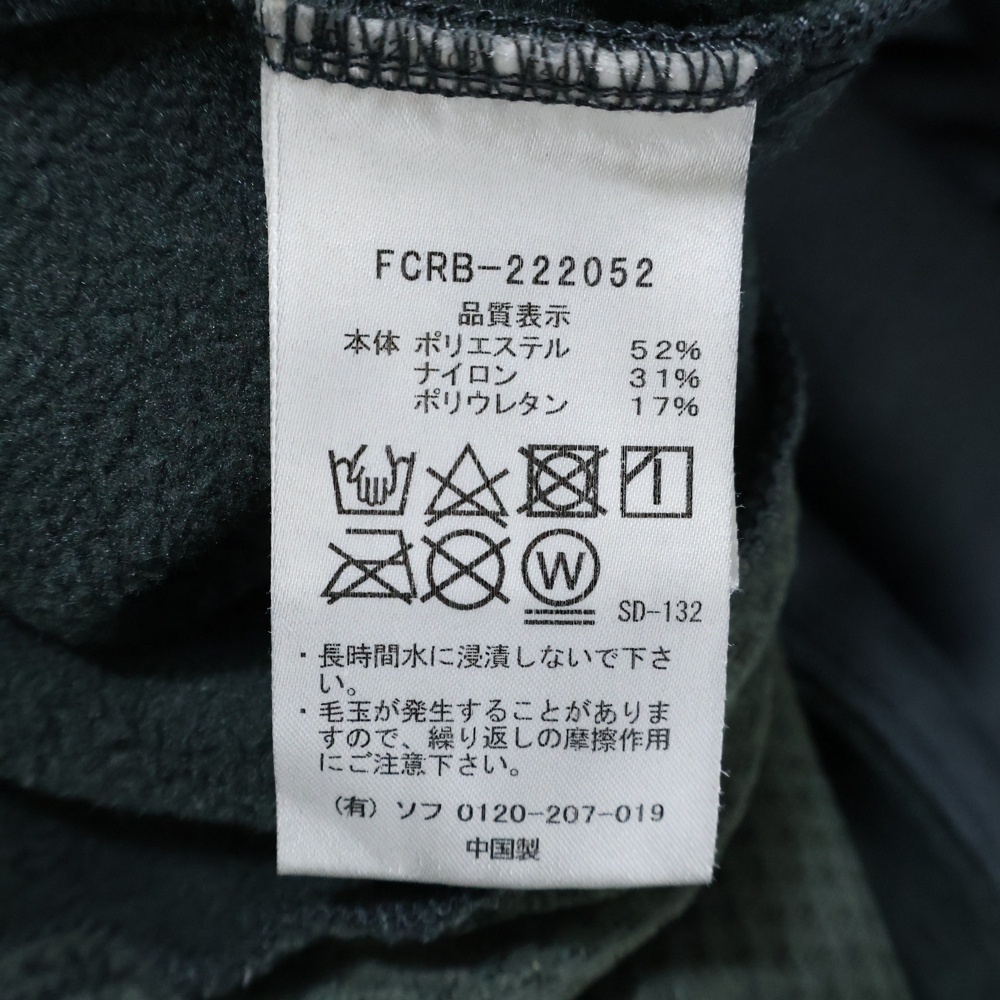 FCRB-222052
品質表示
本体 ポリエステル 52%
ナイロン 31%
ポリウレタン 17%
W
SD-132
・長時間水に浸漬しないで下さ
い。
・毛玉が発生することがありま
すので、繰り返しの摩擦作用
にご注意下さい。
(有) ソフ 0120-207-019
中国製